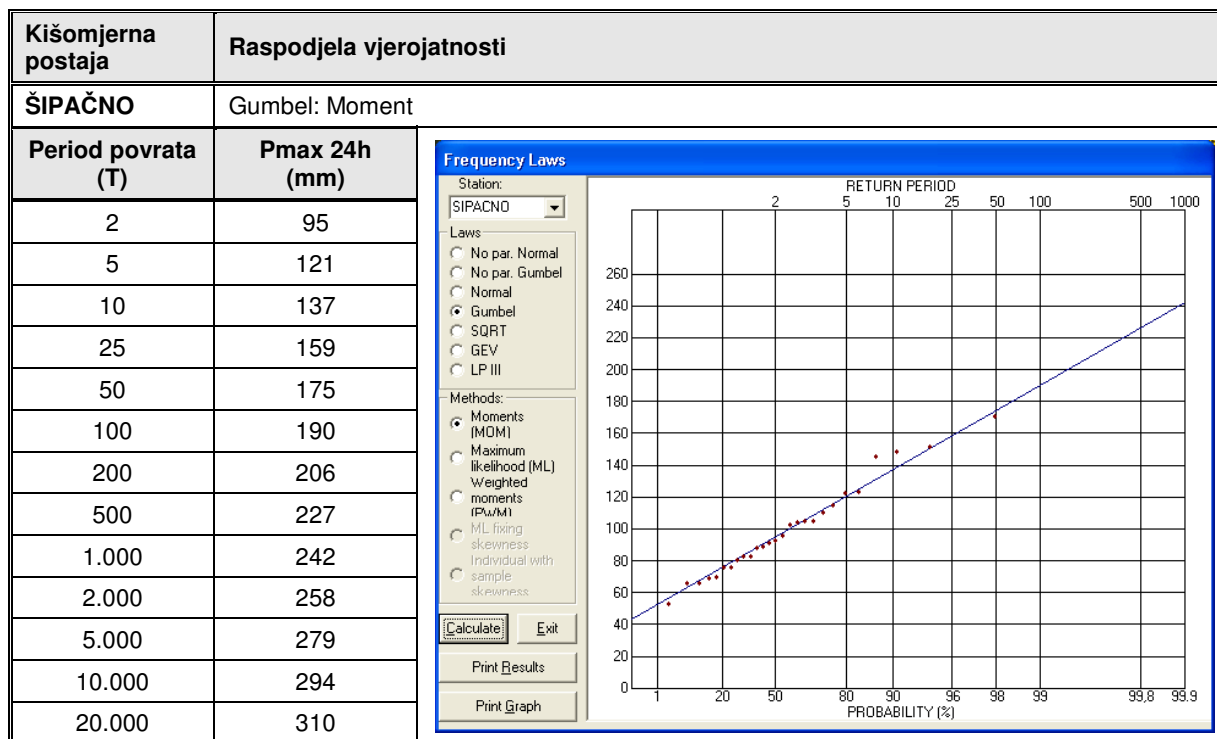 Kišomjerna
postaja
Raspodjela vjerojatnosti
ŠIPAČNO
Gumbel: Moment
Period povrata
(T)
Pmax 24h
(mm)
2 95
5 121
10 137
25 159
50 175
100 190
200 206
500 227
1.000 242
2.000 258
5.000 279
10.000 294
20.000 310
Frequency Laws
Station:
SIPACNO
Laws
No par. Normal
No par. Gumbel
Normal
Gumbel
SQRT
GEV
LP III
Methods:
Moments
(MOM)
Maximum
likelihood (ML)
Weighted
moments
(PWM)
ML fixing
skewness
Individual with
sample
skewness
Calculate Exit
Print Results
Print Graph
RETURN PERIOD
2 5 10 25 50 100 500 1000
260
240
220
200
180
160
140
120
100
80
60
40
20
0
1 20 50 80 90 96 98 99 99,8 99.9
PROBABILITY (%)